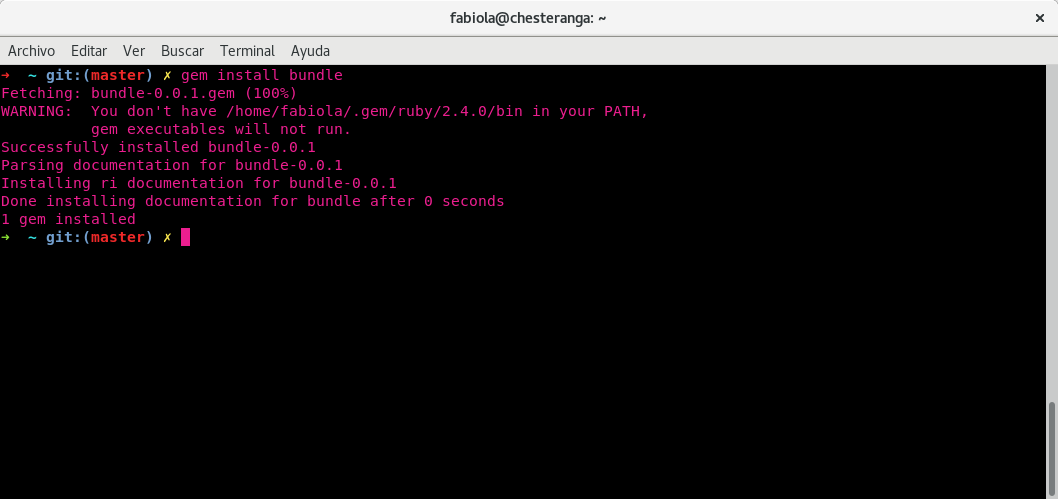 fabiola@chesteranga: ~ ×
Archivo Editar Ver Buscar Terminal Ayuda
➜  ~ git:(master) ✗ gem install bundle
Fetching: bundle-0.0.1.gem (100%)
WARNING:  You don't have /home/fabiola/.gem/ruby/2.4.0/bin in your PATH,
          gem executables will not run.
Successfully installed bundle-0.0.1
Parsing documentation for bundle-0.0.1
Installing ri documentation for bundle-0.0.1
Done installing documentation for bundle after 0 seconds
1 gem installed
➜  ~ git:(master) ✗